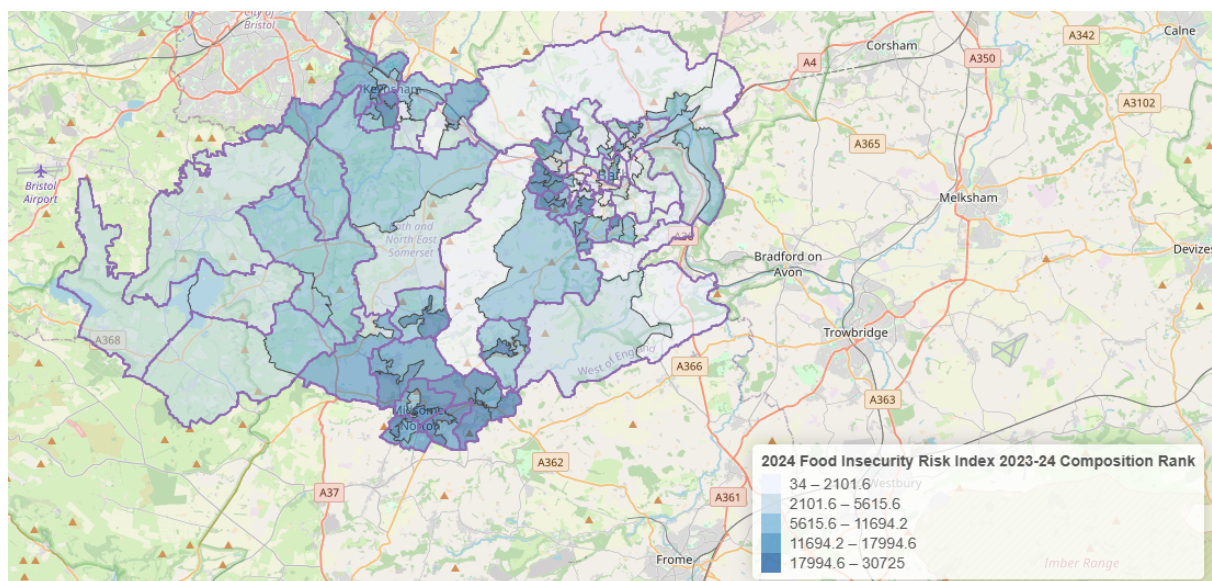 City of
Bristol
Calne
A342
Corsham
A350
A4
Keynsham
A3102
A365
Bristol
Airport
Bath
Melksham
and
North East
Somerset
A36
Devizes
Bradford on
Avon
Trowbridge
A368
West of England
A366
A363
Midsomer
Norton
A362
A37
A361
Westbury
Frome
Imber Range
2024 Food Insecurity Risk Index 2023-24 Composition Rank
34 – 2101.6
2101.6 – 5615.6
5615.6 – 11694.2
11694.2 – 17994.6
17994.6 – 30725